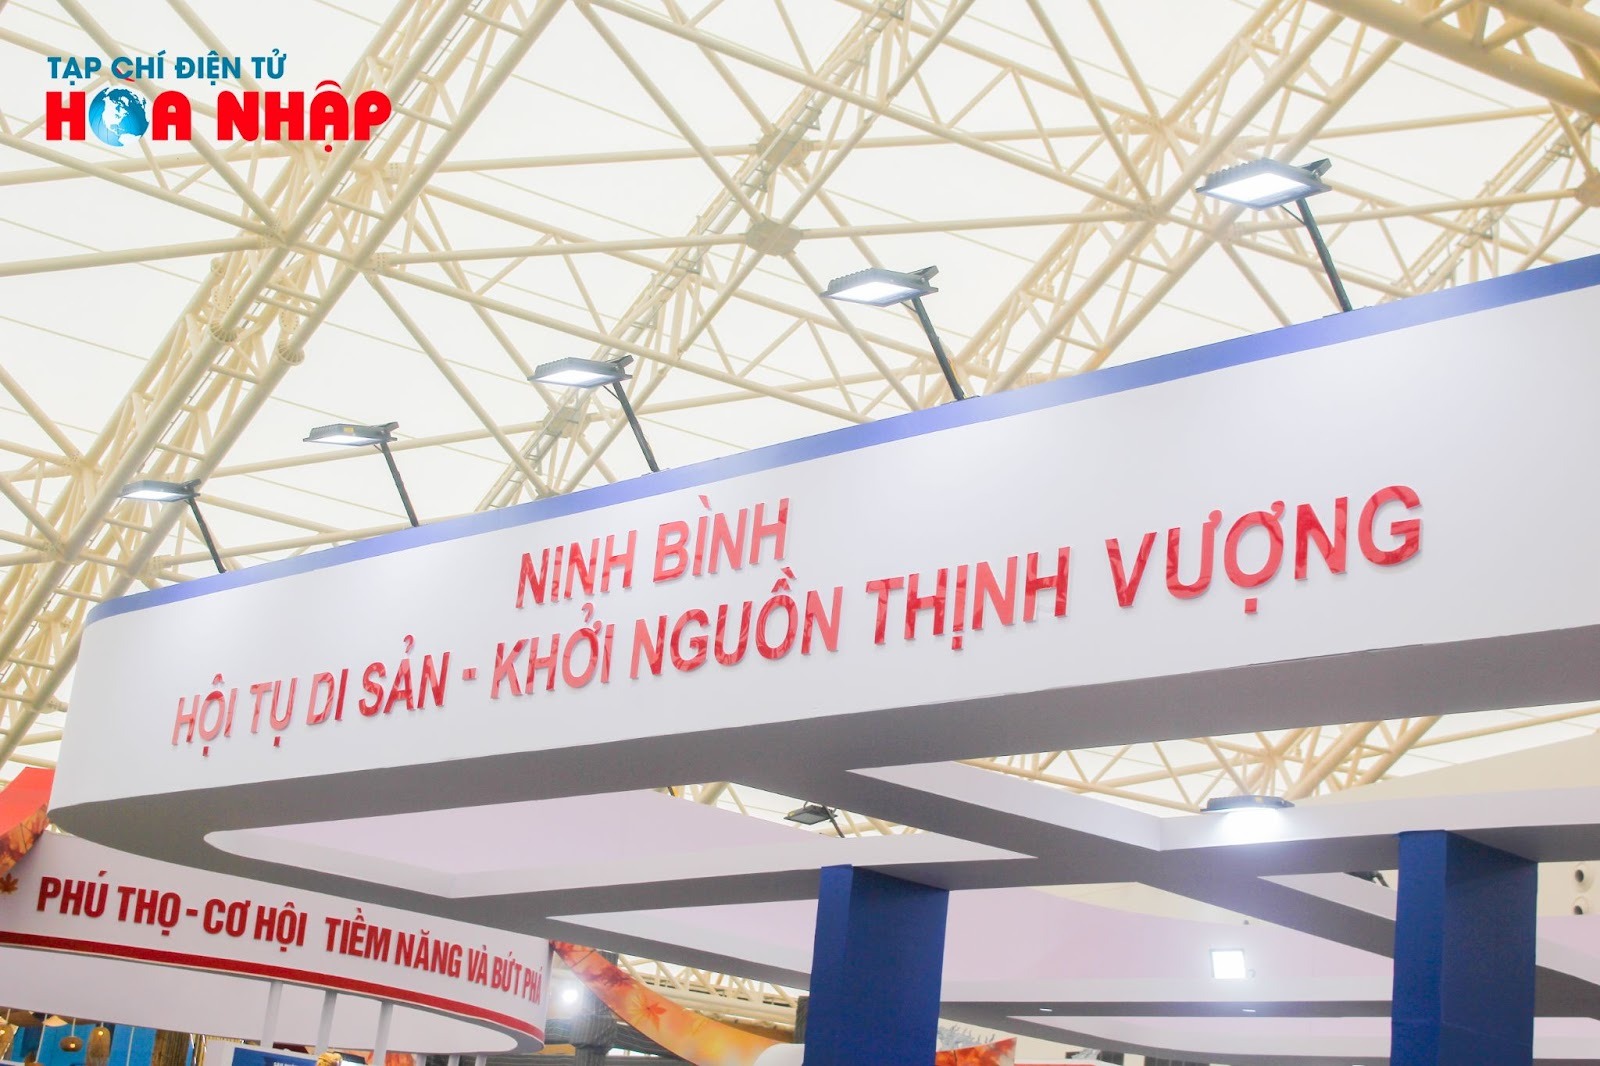 TẠP CHÍ ĐIỆN TỬ
HÒA NHẬP
NINH BÌNH
HỘI TỤ DI SẢN - KHỞI NGUỒN THỊNH VƯỢNG
PHÚ THỌ - CƠ HỘI TIỀM NĂNG VÀ BỨT PHÁ